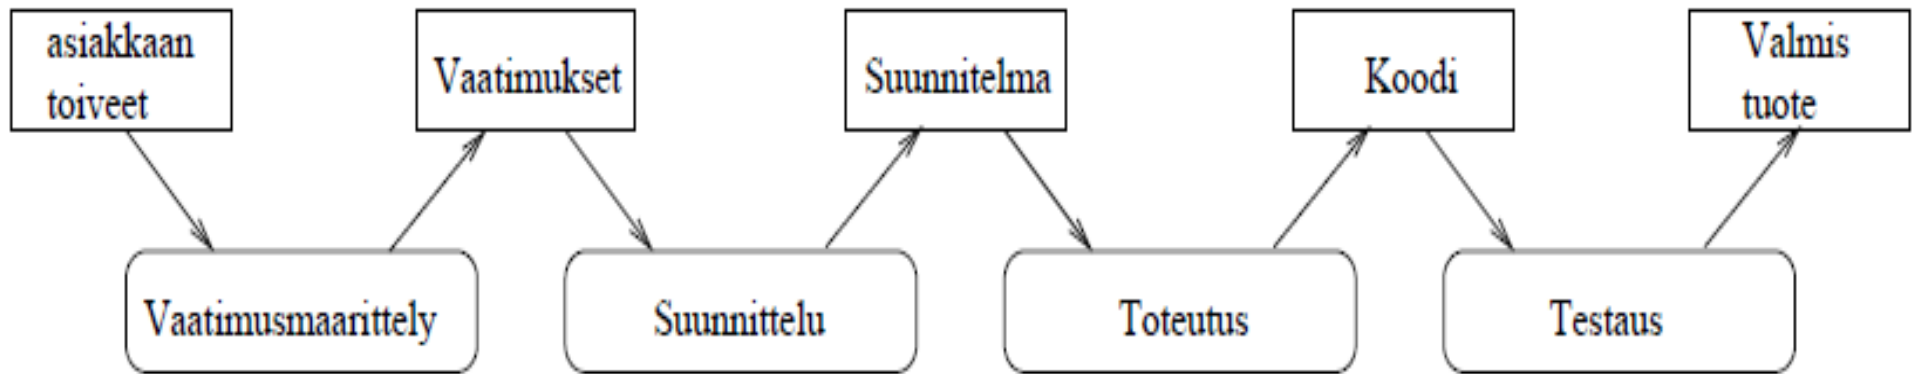 asiakkaan
toiveet
Vaatimukset
Suunnitelma
Koodi
Valmis
tuote
Vaatimusmaarittely
Suunnittelu
Toteutus
Testaus